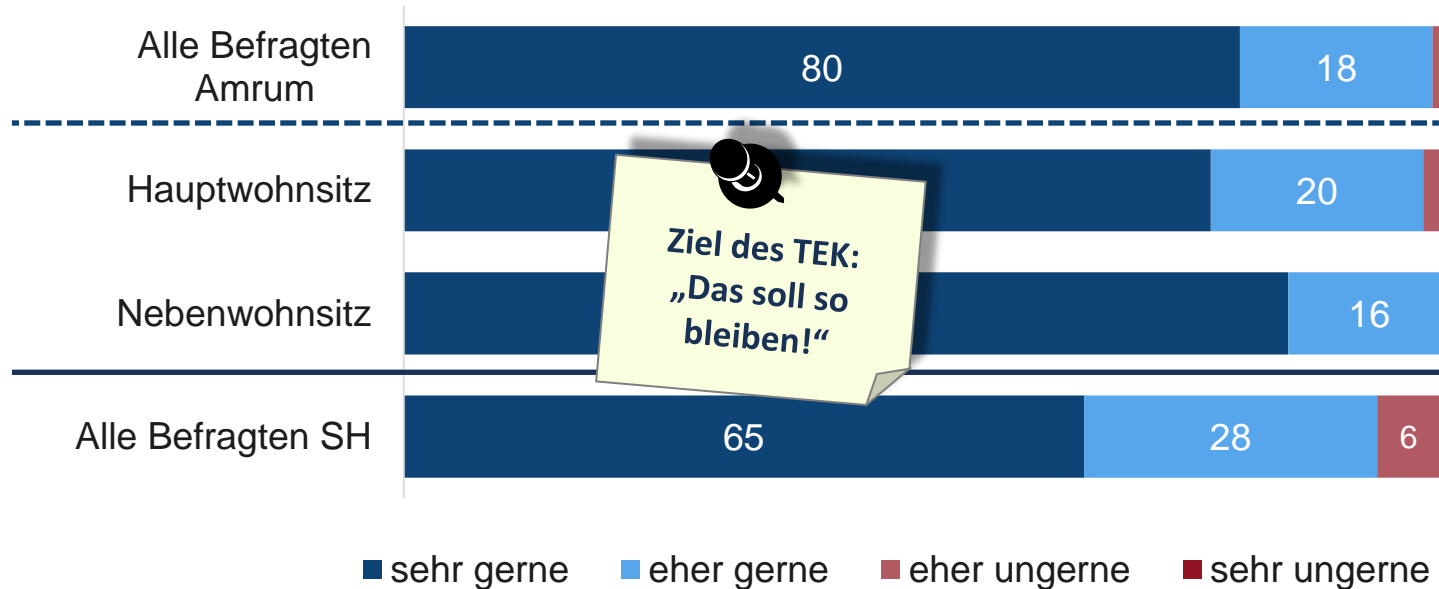 Alle Befragten
Amrum
80
18
Hauptwohnsitz
20
Ziel des TEK:
„Das soll so
bleiben!“
Nebenwohnsitz
16
Alle Befragten SH
65
28
6
sehr gerne
eher gerne
eher ungerne
sehr ungerne